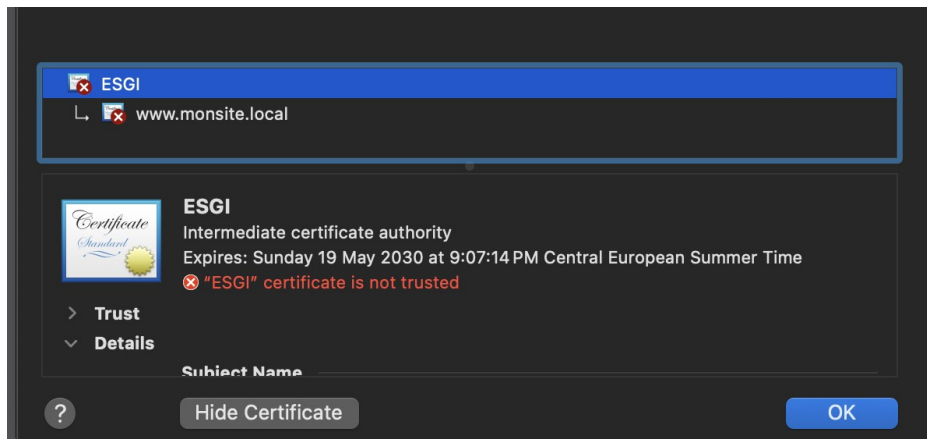 ESGI
www.monsite.local
Certificate
Standard
ESGI
Intermediate certificate authority
Expires: Sunday 19 May 2030 at 9:07:14 PM Central European Summer Time
“ESGI” certificate is not trusted
Trust
Details
Subject Name
? Hide Certificate OK